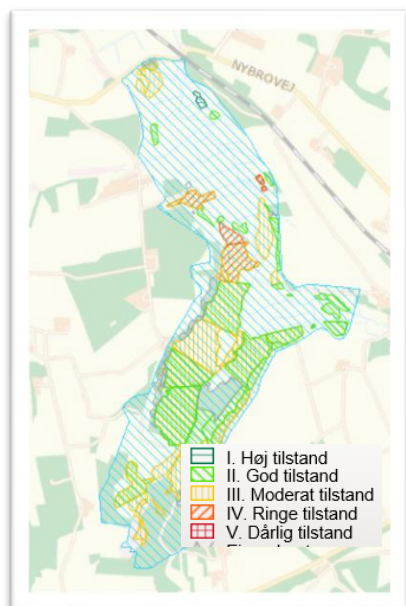 NYBROVEJ
I. Høj tilstand
II. God tilstand
III. Moderat tilstand
IV. Ringe tilstand
V. Dårlig tilstand